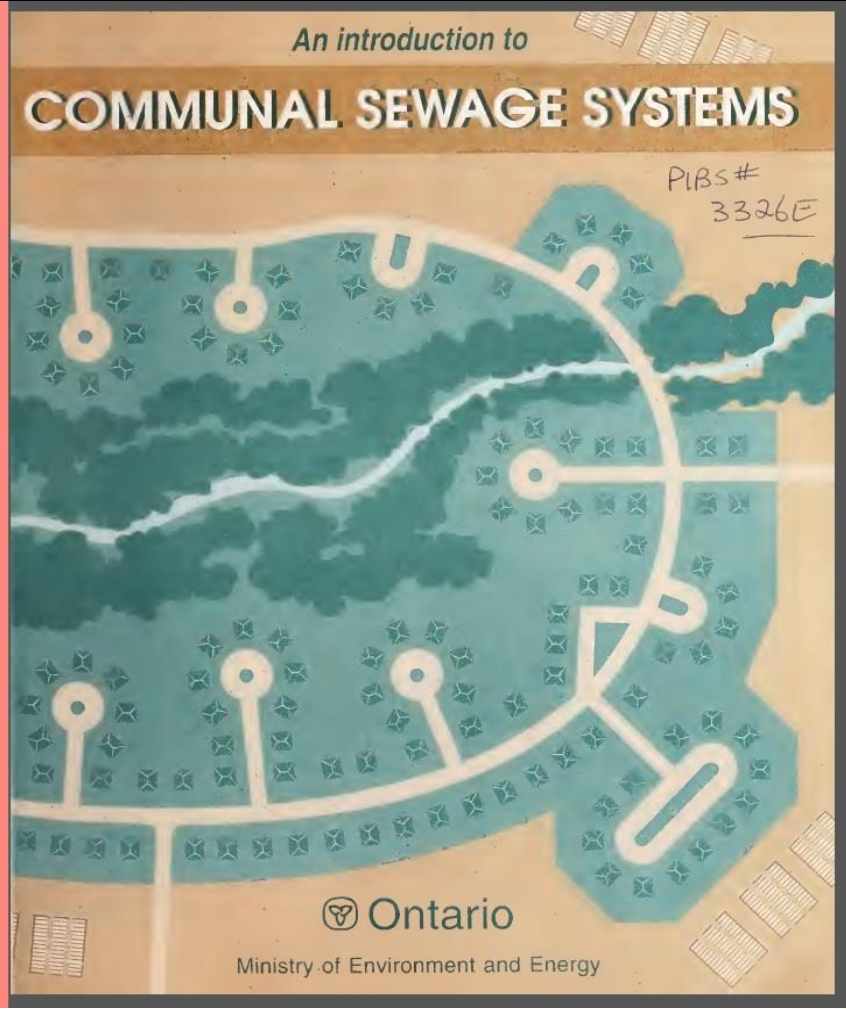 An introduction to
COMMUNAL SEWAGE SYSTEMS
PIBS#
3326E
Ontario
Ministry of Environment and Energy